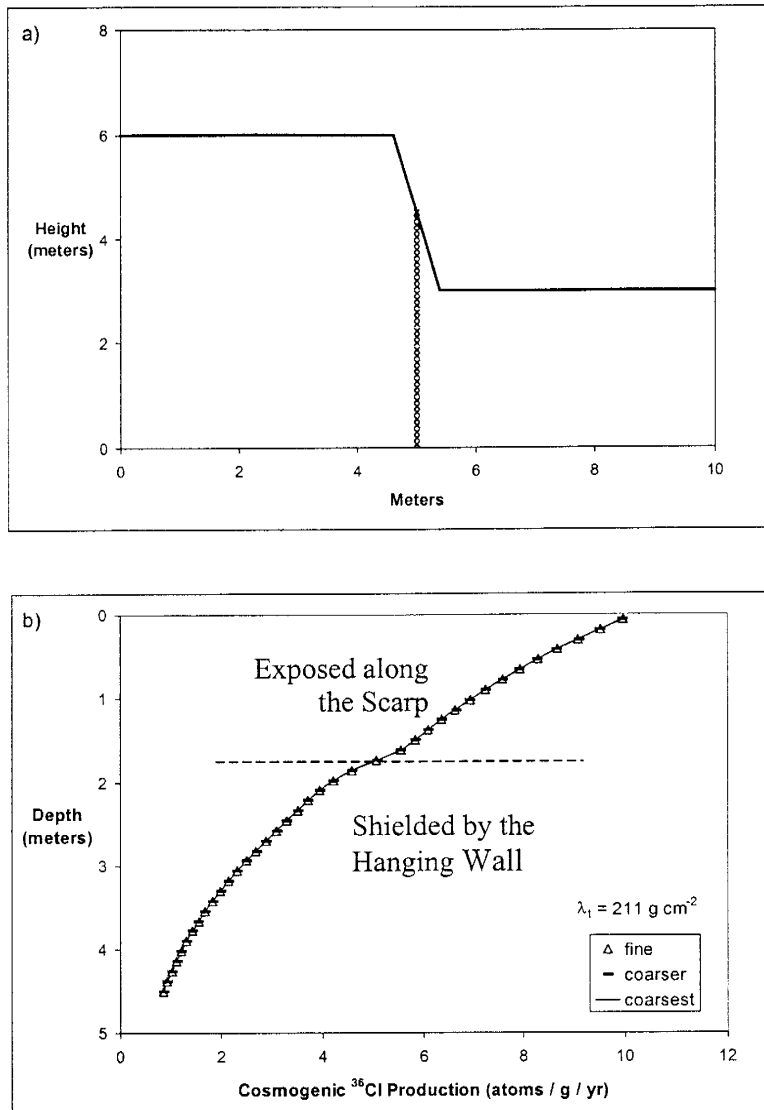 a)
8
6
Height
(meters)
4
2
0
0 2 4 6 8 10
Meters
b)
0
Exposed along
the Scarp
1
2
Depth
(meters)
Shielded by the
Hanging Wall
3
λt = 211 g cm-2
fine
4
coarser
coarsest
5
0 2 4 6 8 10 12
Cosmogenic 36Cl Production (atoms / g / yr)